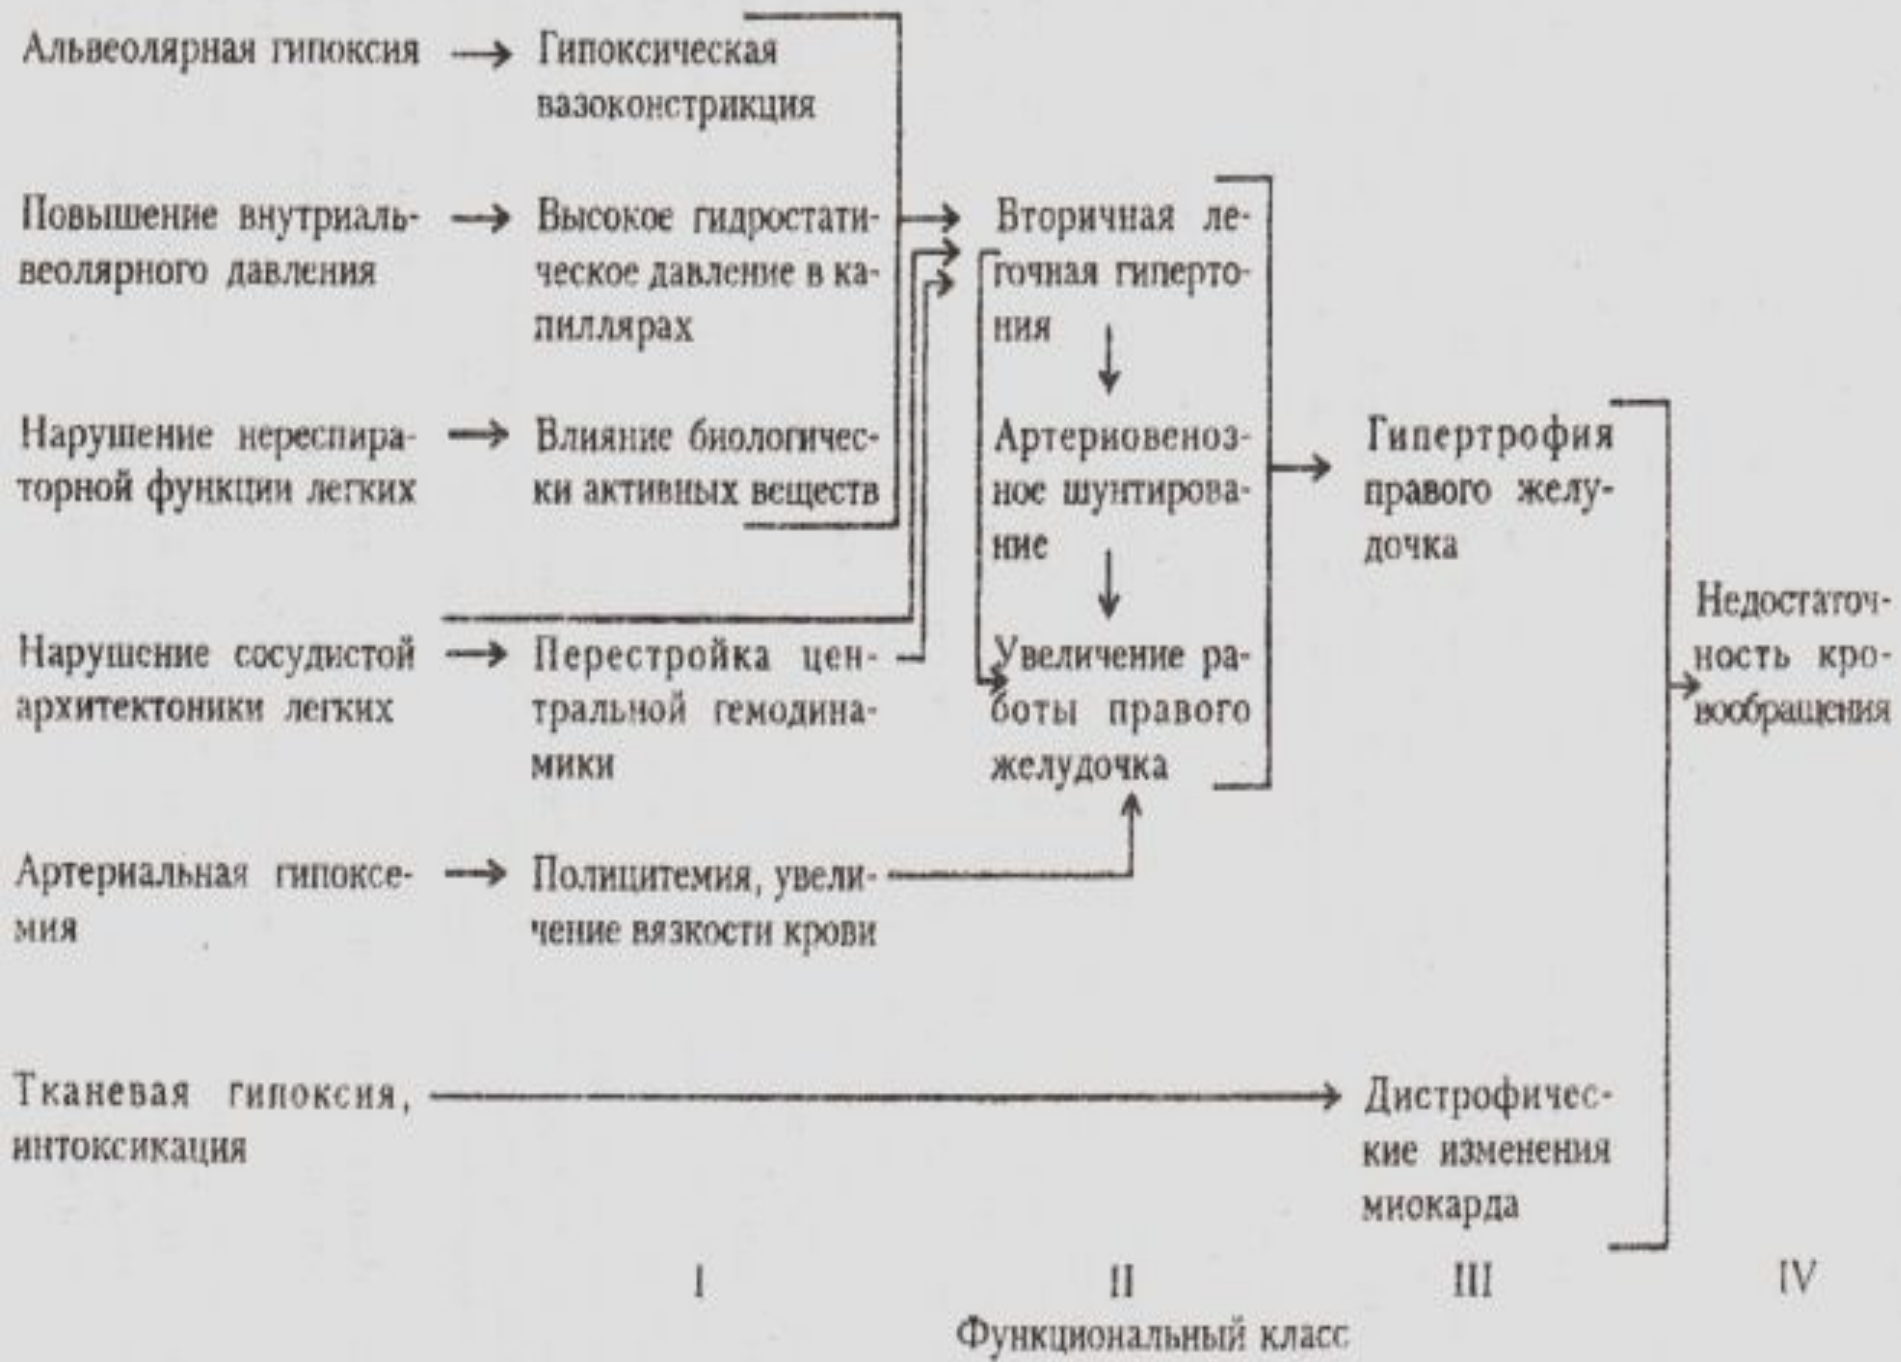 Альвеолярная гипоксия
Гипоксическая
вазоконстрикция
Повышение внутриаль-
веолярного давления
Высокое гидростати-
ческое давление в ка-
пиллярах
Вторичная ле-
гочная гиперто-
ния
Нарушение нереспира-
торной функции легких
Влияние биологичес-
ки активных веществ
Артериовеноз-
ное шунтирова-
ние
Гипертрофия
правого желу-
дочка
Нарушение сосудистой
архитектоники легких
Перестройка цен-
тральной гемодина-
мики
Увеличение ра-
боты правого
желудочка
Недостаточ-
ность кро-
вообращения
Артериальная гипоксе-
мия
Полицитемия, увели-
чение вязкости крови
Тканевая гипоксия,
интоксикация
Дистрофичес-
кие изменения
миокарда
I II III IV
Функциональный класс